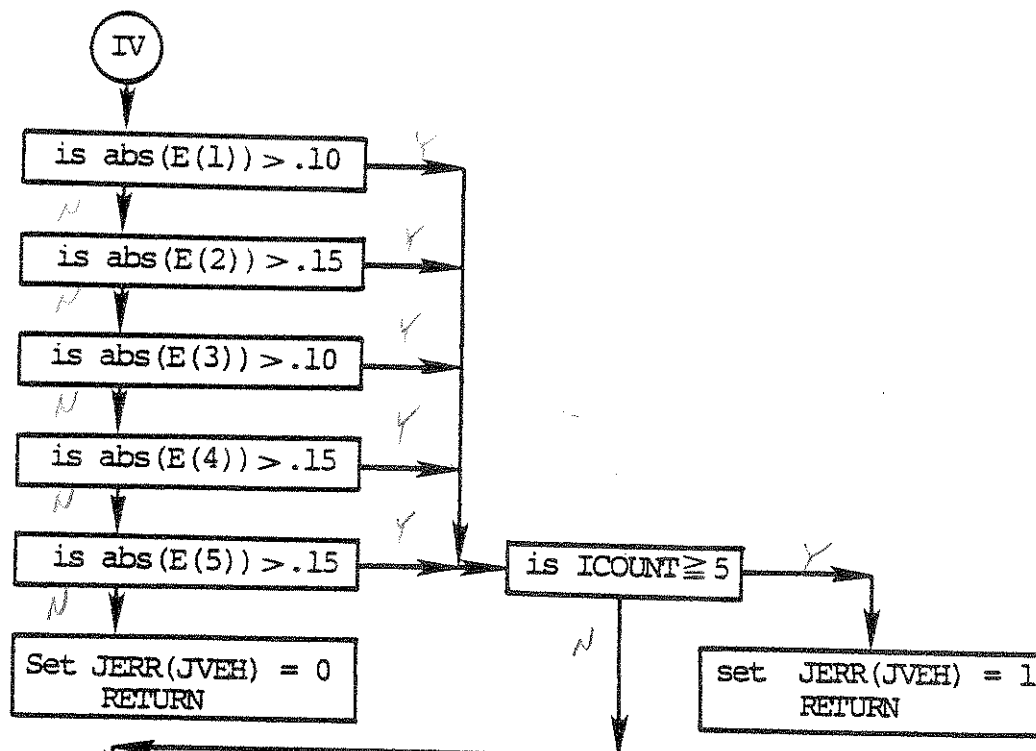 IV
is abs(E(1)) > .10
Y
N
is abs(E(2)) > .15
Y
N
is abs(E(3)) > .10
Y
N
is abs(E(4)) > .15
Y
N
is abs(E(5)) > .15
Y
is ICOUNT ≧ 5
Y
N
N
Set JERR(JVEH) = 0
RETURN
set JERR(JVEH) = 1
RETURN